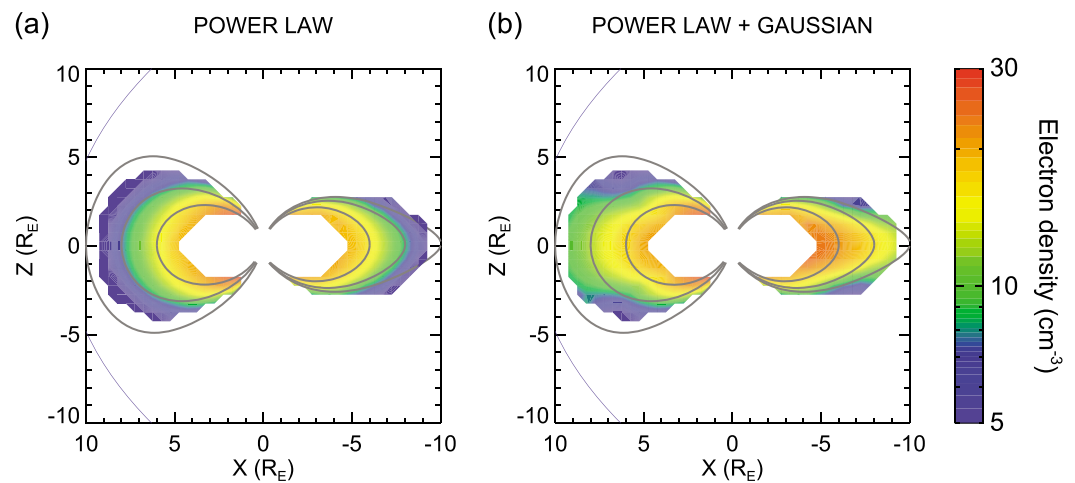 (a) POWER LAW
(b) POWER LAW + GAUSSIAN
10
5
0
-5
-10
Z (R_E)
10 5 0 -5 -10
X (R_E)
10
5
0
-5
-10
Z (R_E)
10 5 0 -5 -10
X (R_E)
30
10
5
Electron density (cm⁻³)